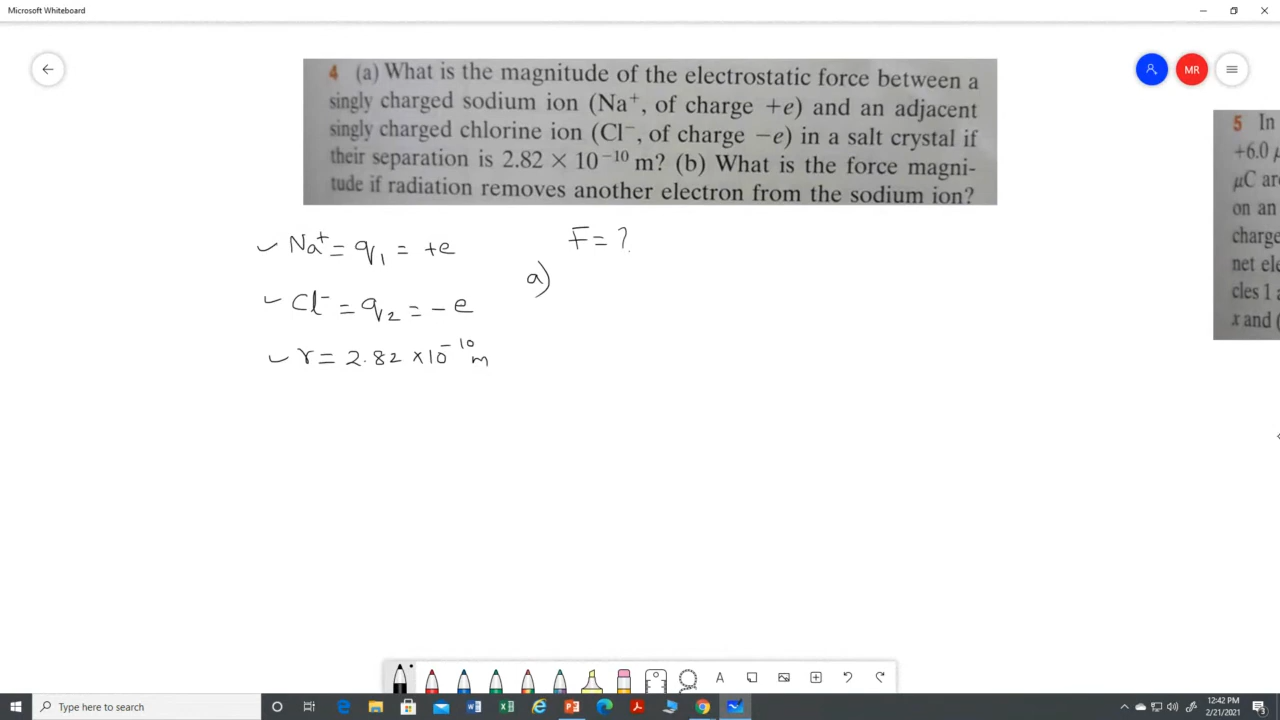 Microsoft Whiteboard
MR
4 (a) What is the magnitude of the electrostatic force between a
singly charged sodium ion (Na⁺, of charge +e) and an adjacent
singly charged chlorine ion (Cl⁻, of charge −e) in a salt crystal if
their separation is 2.82 × 10⁻¹⁰ m? (b) What is the force magni-
tude if radiation removes another electron from the sodium ion?
5 In
+6.0 μ
μC are
on an
charge
net ele
cles 1 a
x and (
✓ Na⁺ = q₁ = +e
✓ Cl⁻ = q₂ = − e
✓ r = 2.82 ×10⁻¹⁰ m
F = ?
a)
A
Type here to search
12:42 PM
2/21/2021
3